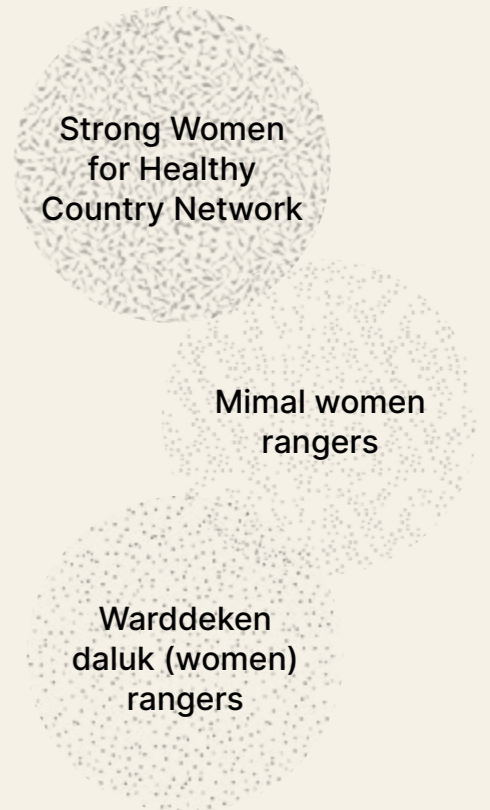 Strong Women
for Healthy
Country Network
Mimal women
rangers
Warddeken
daluk (women)
rangers